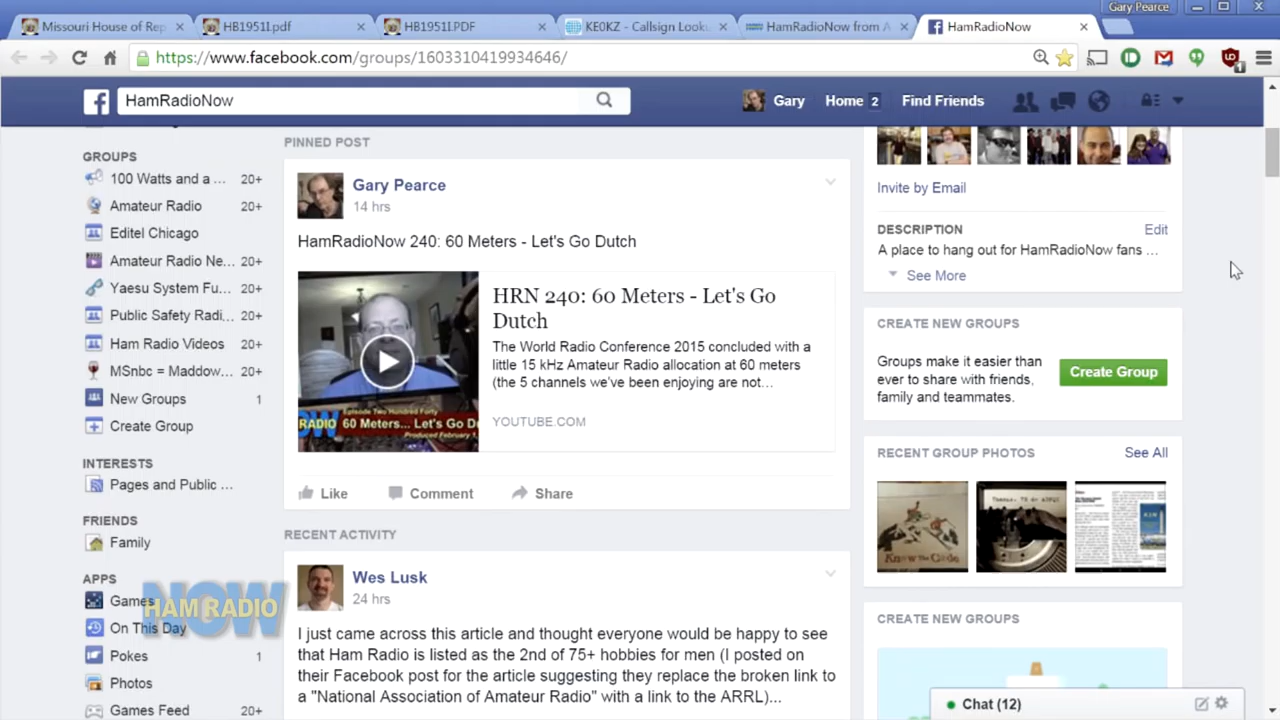 Gary Pearce
Missouri House of Rep
HB1951I.pdf
HB1951I.PDF
KE0KZ - Callsign Looku
HamRadioNow from A
HamRadioNow
https://www.facebook.com/groups/1603310419934646/
HamRadioNow
Gary
Home 2
Find Friends
GROUPS
100 Watts and a ... 20+
Amateur Radio 20+
Editel Chicago
Amateur Radio Ne... 20+
Yaesu System Fu... 20+
Public Safety Radi... 20+
Ham Radio Videos 20+
MSnbc = Maddow... 20+
New Groups 1
Create Group
INTERESTS
Pages and Public ...
FRIENDS
Family
APPS
Games
On This Day
Pokes 1
Photos
Games Feed 20+
NOW
HAM RADIO
PINNED POST
Gary Pearce
14 hrs
HamRadioNow 240: 60 Meters - Let's Go Dutch
Episode Two Hundred Forty
RADIO 60 Meters... Let's Go Du
Produced February 1,
HRN 240: 60 Meters - Let's Go
Dutch
The World Radio Conference 2015 concluded with a
little 15 kHz Amateur Radio allocation at 60 meters
(the 5 channels we've been enjoying are not...
YOUTUBE.COM
Like
Comment
Share
RECENT ACTIVITY
Wes Lusk
24 hrs
I just came across this article and thought everyone would be happy to see
that Ham Radio is listed as the 2nd of 75+ hobbies for men (I posted on
their Facebook post for the article suggesting they replace the broken link to
a "National Association of Amateur Radio" with a link to the ARRL)...
Invite by Email
DESCRIPTION Edit
A place to hang out for HamRadioNow fans ...
See More
CREATE NEW GROUPS
Groups make it easier than
ever to share with friends,
family and teammates.
Create Group
RECENT GROUP PHOTOS See All
Know The Code
CREATE NEW GROUPS
Chat (12)